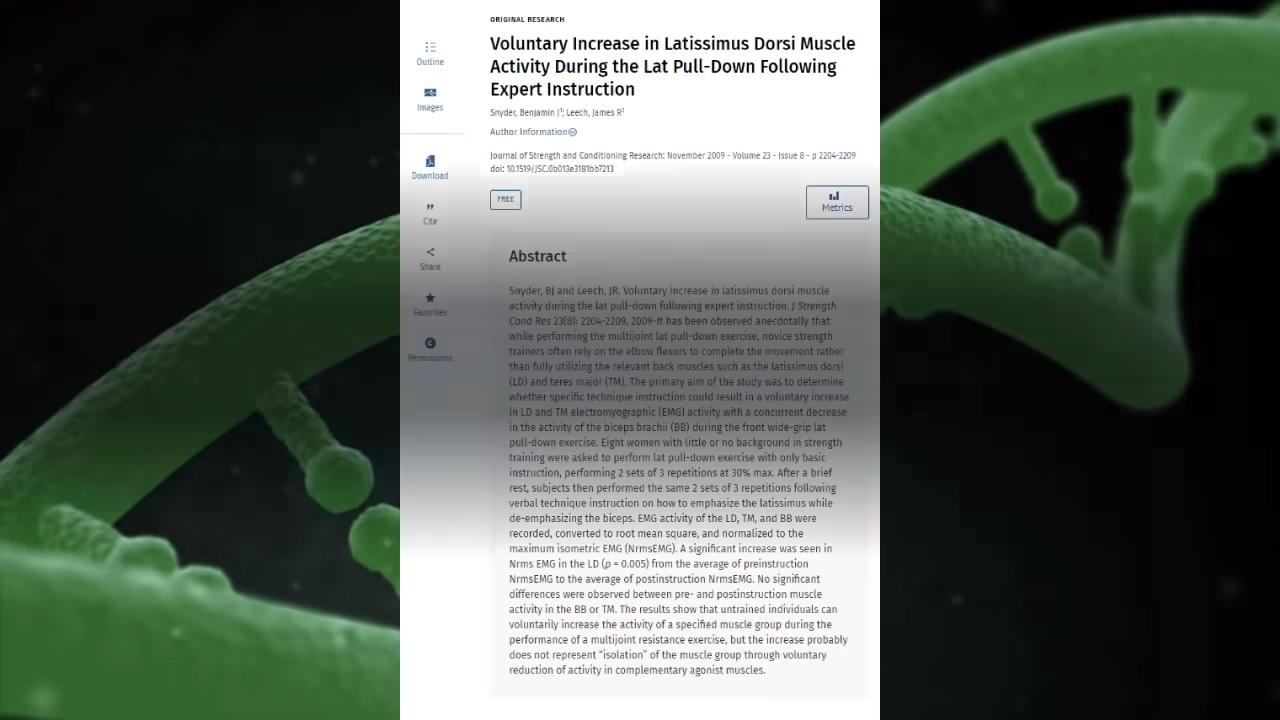 ORIGINAL RESEARCH
Voluntary Increase in Latissimus Dorsi Muscle
Activity During the Lat Pull-Down Following
Expert Instruction
Snyder, Benjamin J1; Leech, James R2
Author Information
Journal of Strength and Conditioning Research: November 2009 - Volume 23 - Issue 8 - p 2204-2209
doi: 10.1519/JSC.0b013e3181bb7213
Outline
Images
Download
Cite
Share
Favorites
Permissions
FREE
Metrics
Abstract
Snyder, BJ and Leech, JR. Voluntary increase in latissimus dorsi muscle
activity during the lat pull-down following expert instruction. J Strength
Cond Res 23(8): 2204-2209, 2009-It has been observed anecdotally that
while performing the multijoint lat pull-down exercise, novice strength
trainers often rely on the elbow flexors to complete the movement rather
than fully utilizing the relevant back muscles such as the latissimus dorsi
(LD) and teres major (TM). The primary aim of the study was to determine
whether specific technique instruction could result in a voluntary increase
in LD and TM electromyographic (EMG) activity with a concurrent decrease
in the activity of the biceps brachii (BB) during the front wide-grip lat
pull-down exercise. Eight women with little or no background in strength
training were asked to perform lat pull-down exercise with only basic
instruction, performing 2 sets of 3 repetitions at 30% max. After a brief
rest, subjects then performed the same 2 sets of 3 repetitions following
verbal technique instruction on how to emphasize the latissimus while
de-emphasizing the biceps. EMG activity of the LD, TM, and BB were
recorded, converted to root mean square, and normalized to the
maximum isometric EMG (NrmsEMG). A significant increase was seen in
Nrms EMG in the LD (p = 0.005) from the average of preinstruction
NrmsEMG to the average of postinstruction NrmsEMG. No significant
differences were observed between pre- and postinstruction muscle
activity in the BB or TM. The results show that untrained individuals can
voluntarily increase the activity of a specified muscle group during the
performance of a multijoint resistance exercise, but the increase probably
does not represent "isolation" of the muscle group through voluntary
reduction of activity in complementary agonist muscles.